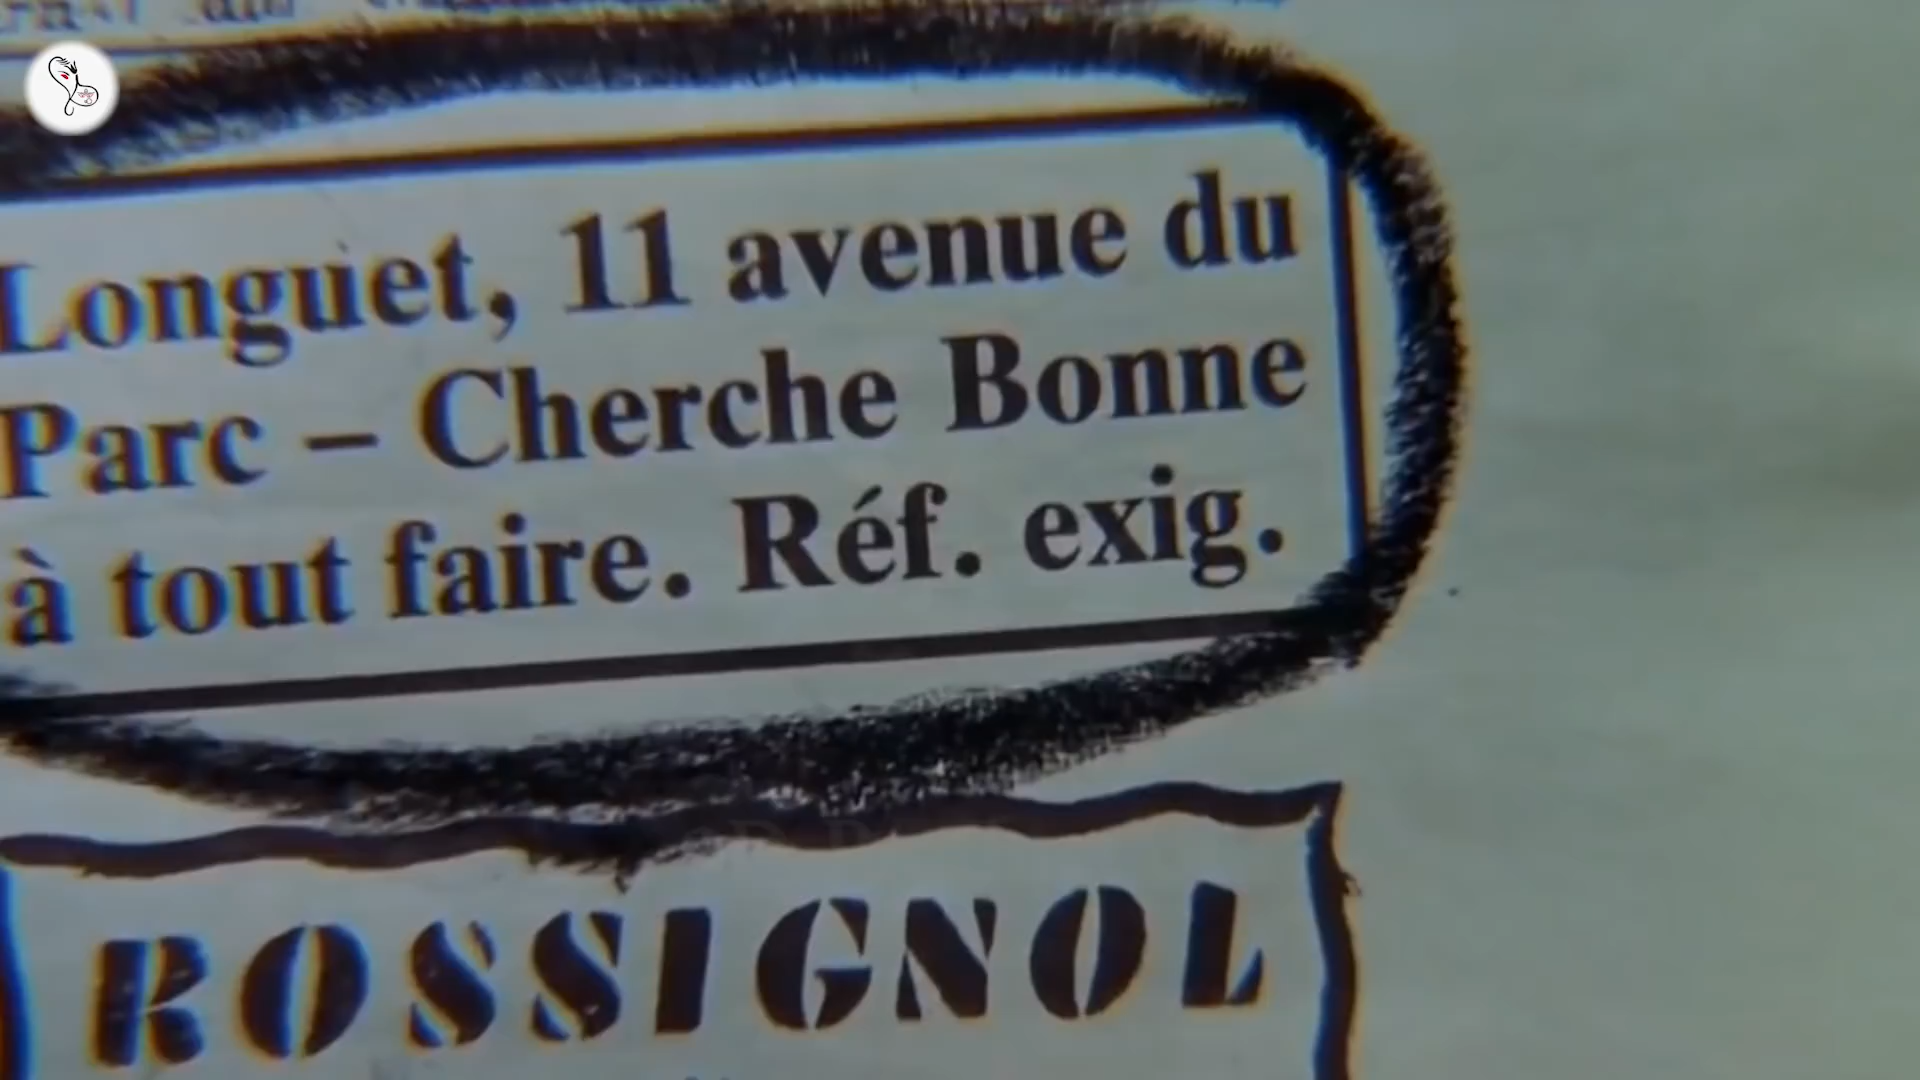 Longuet, 11 avenue du
Parc – Cherche Bonne
à tout faire. Réf. exig.
ROSSIGNOL